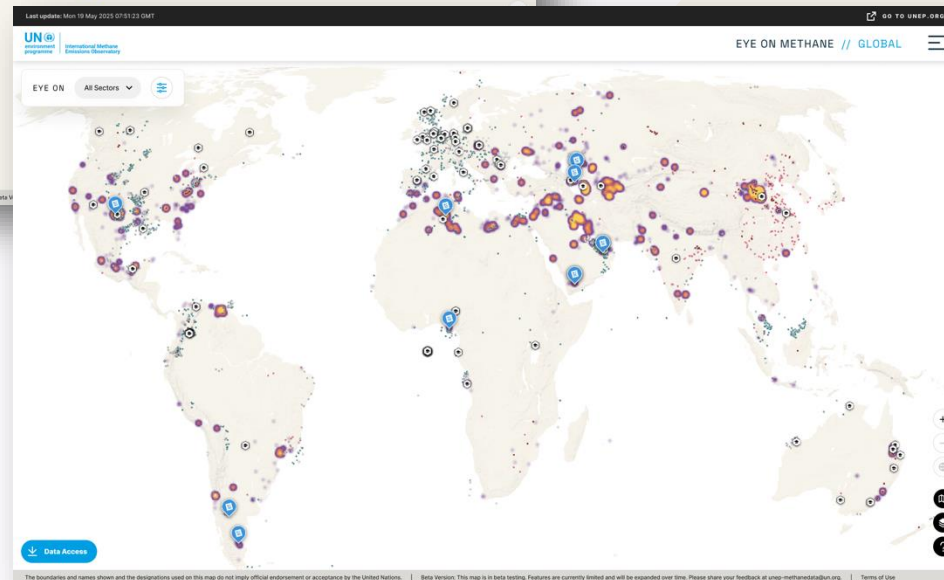 Last update: Mon 19 May 2025 07:51:23 GMT
GO TO UNEP.ORG
UN
environment
programme
International Methane
Emissions Observatory
EYE ON METHANE // GLOBAL
EYE ON
All Sectors
Data Access
The boundaries and names shown and the designations used on this map do not imply official endorsement or acceptance by the United Nations. | Beta Version: This map is in beta testing. Features are currently limited and will be expanded over time. Please share your feedback at unep-methanedata@un.org. | Terms of Use